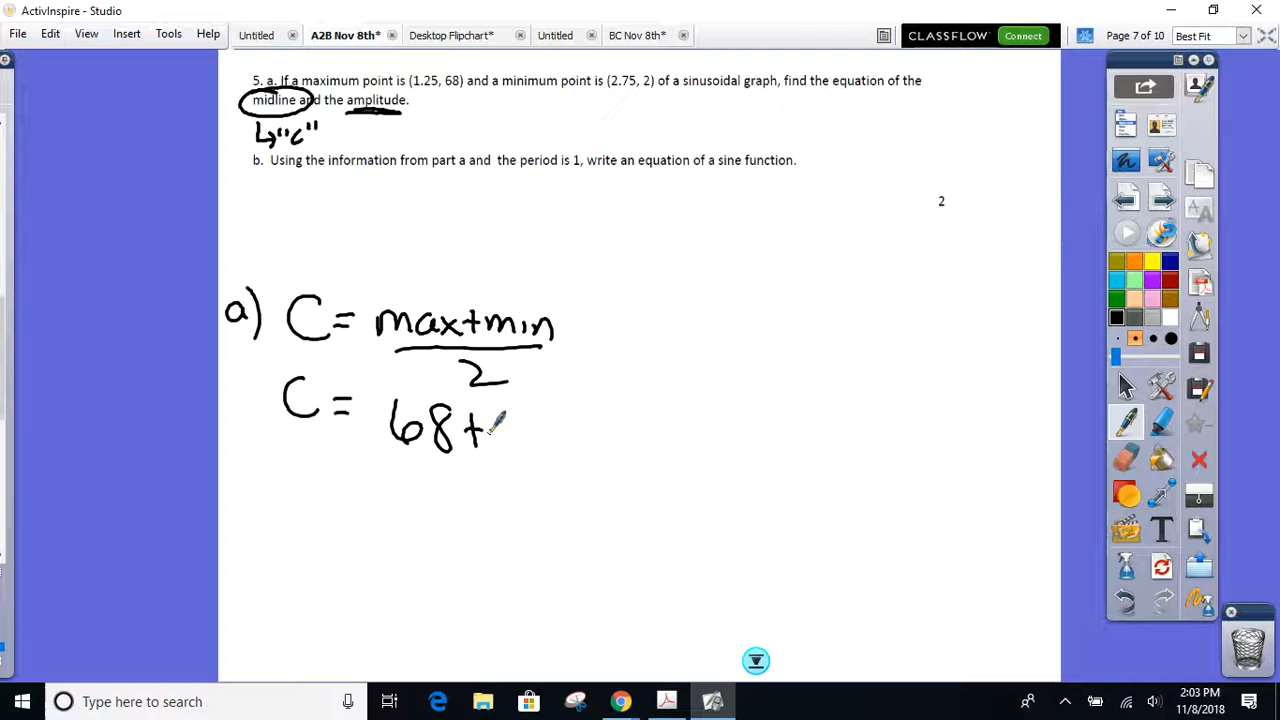 ActivInspire - Studio
File Edit View Insert Tools Help
Untitled A2B Nov 8th* Desktop Flipchart* Untitled BC Nov 8th*
CLASSFLOW Connect
Page 7 of 10 Best Fit
5. a. If a maximum point is (1.25, 68) and a minimum point is (2.75, 2) of a sinusoidal graph, find the equation of the
midline and the amplitude.
↳"C"
b. Using the information from part a and the period is 1, write an equation of a sine function.
2
a) C= max+min
2
C= 68+
Type here to search
2:03 PM
11/8/2018